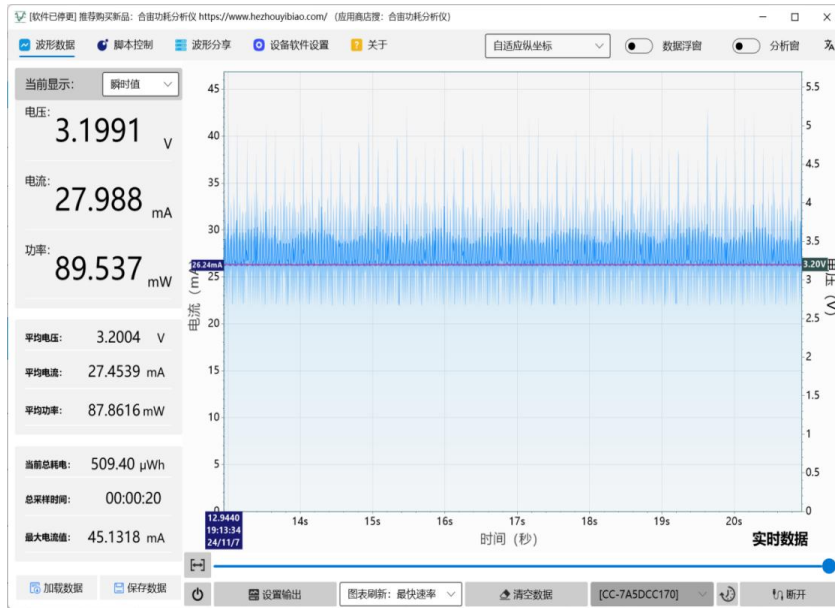 [软件已停更] 推荐购买新品：合宙功耗分析仪 https://www.hezhouyibiao.com/ （应用商店搜：合宙功耗分析仪)
波形数据 脚本控制 波形分享 设备软件设置 ? 关于 自适应纵坐标 数据浮窗 分析窗
当前显示: 瞬时值
电压:
3.1991 V
电流:
27.988 mA
功率:
89.537 mW
平均电压: 3.2004 V
平均电流: 27.4539 mA
平均功率: 87.8616 mW
当前总耗电: 509.40 μWh
总采样时间: 00:00:20
最大电流值: 45.1318 mA
加载数据 保存数据
45
40
35
30
26.24mA
25
20
15
10
5
0
电流 (mA)
5.5
5
4.5
4
3.5
3.20V
3
2.5
2
1.5
1
0.5
0
电压 (V)
12.9440
19:13:34
24/11/7
14s 15s 16s 17s 18s 19s 20s
时间 (秒)
实时数据
设置输出 图表刷新: 最快速率 清空数据 [CC-7A5DCC170] 断开